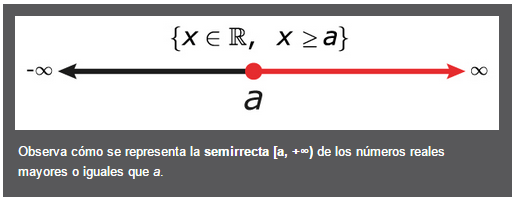 {x ∈ ℝ, x ≥ a}
-∞ ∞
a
Observa cómo se representa la semirrecta [a, +∞) de los números reales
mayores o iguales que a.